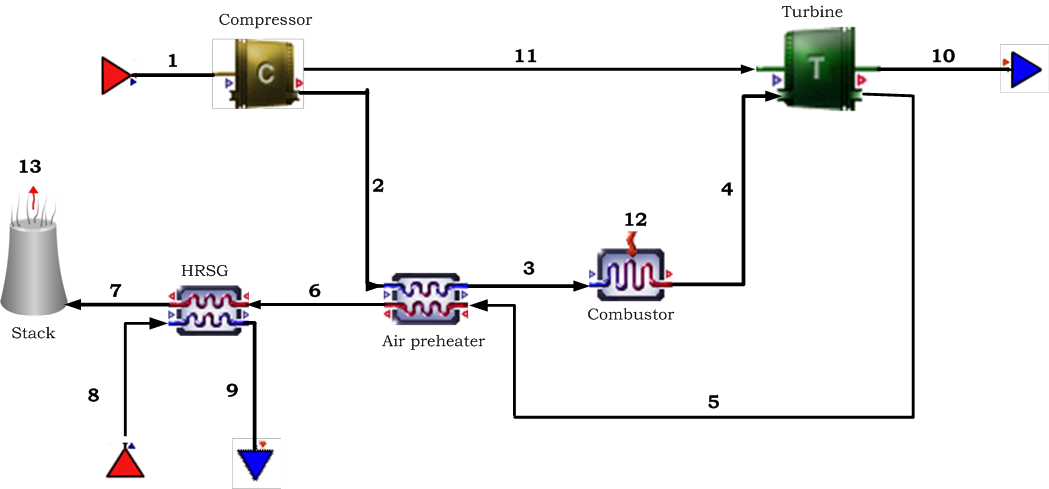 Turbine
Compressor
1
11
10
C
T
13
2
4
12
HRSG
3
7
6
Combustor
Stack
Air preheater
8
9
5